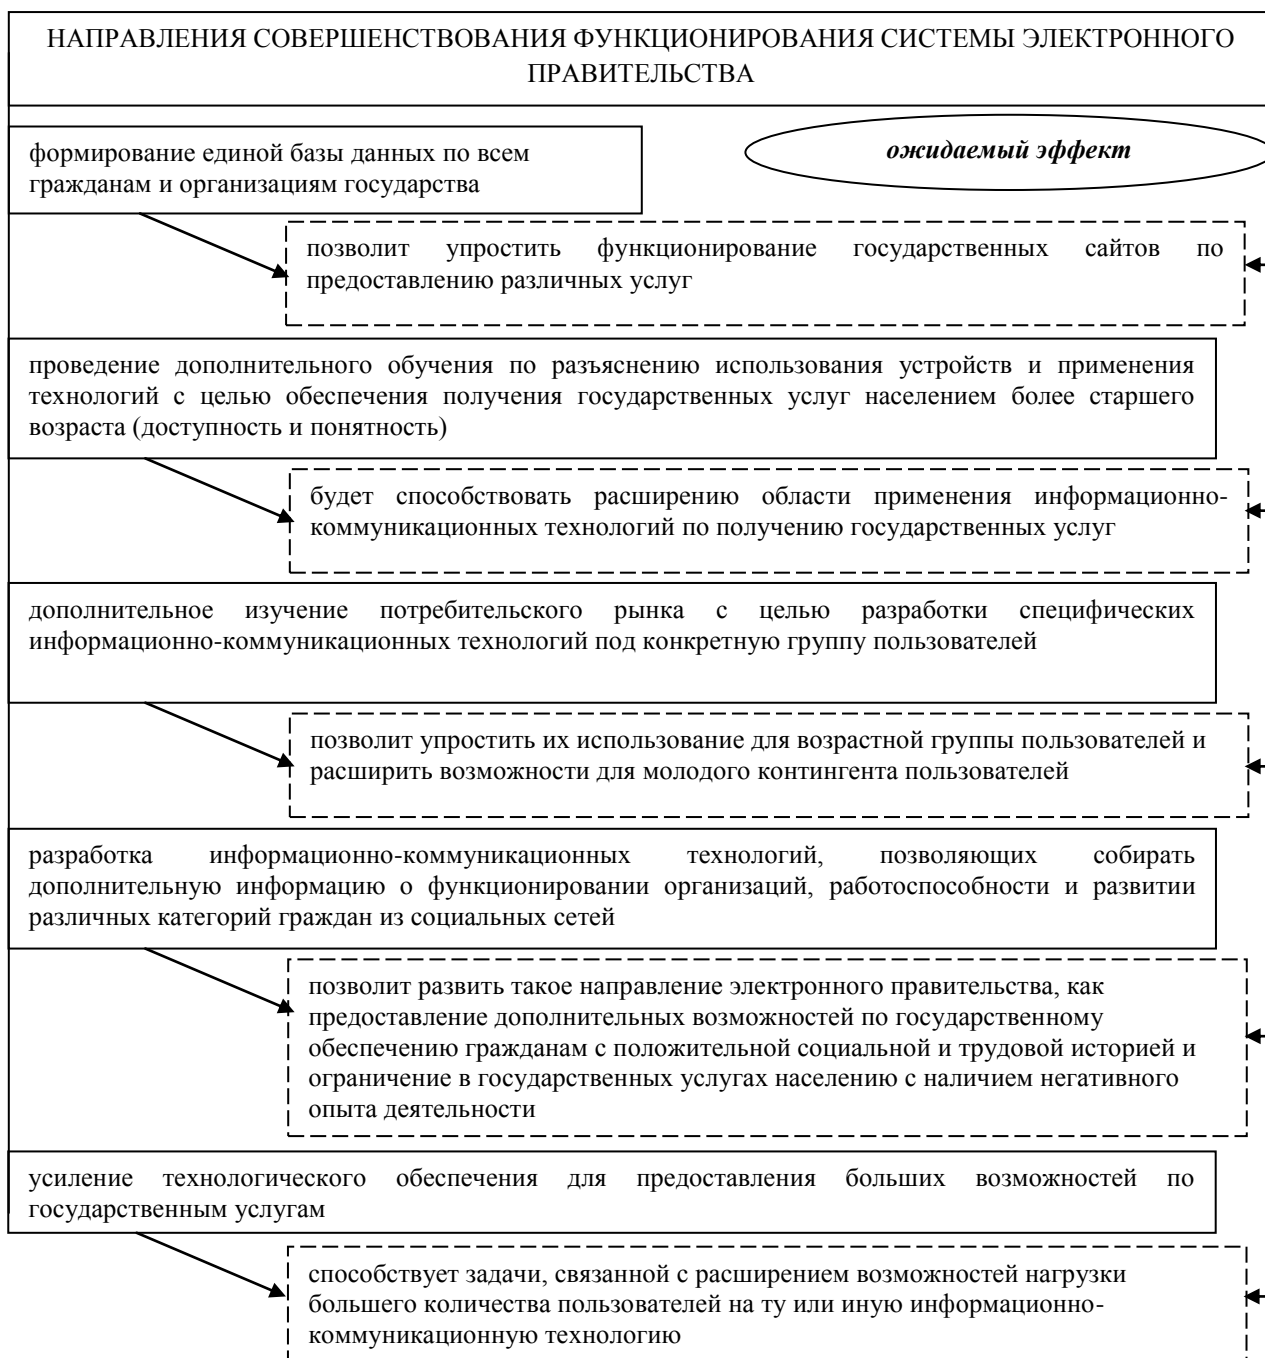 НАПРАВЛЕНИЯ СОВЕРШЕНСТВОВАНИЯ ФУНКЦИОНИРОВАНИЯ СИСТЕМЫ ЭЛЕКТРОННОГО
ПРАВИТЕЛЬСТВА
формирование единой базы данных по всем
гражданам и организациям государства
ожидаемый эффект
позволит упростить функционирование государственных сайтов по
предоставлению различных услуг
проведение дополнительного обучения по разъяснению использования устройств и применения
технологий с целью обеспечения получения государственных услуг населением более старшего
возраста (доступность и понятность)
будет способствовать расширению области применения информационно-
коммуникационных технологий по получению государственных услуг
дополнительное изучение потребительского рынка с целью разработки специфических
информационно-коммуникационных технологий под конкретную группу пользователей
позволит упростить их использование для возрастной группы пользователей и
расширить возможности для молодого контингента пользователей
разработка информационно-коммуникационных технологий, позволяющих собирать
дополнительную информацию о функционировании организаций, работоспособности и развитии
различных категорий граждан из социальных сетей
позволит развить такое направление электронного правительства, как
предоставление дополнительных возможностей по государственному
обеспечению гражданам с положительной социальной и трудовой историей и
ограничение в государственных услугах населению с наличием негативного
опыта деятельности
усиление технологического обеспечения для предоставления больших возможностей по
государственным услугам
способствует задачи, связанной с расширением возможностей нагрузки
большего количества пользователей на ту или иную информационно-
коммуникационную технологию